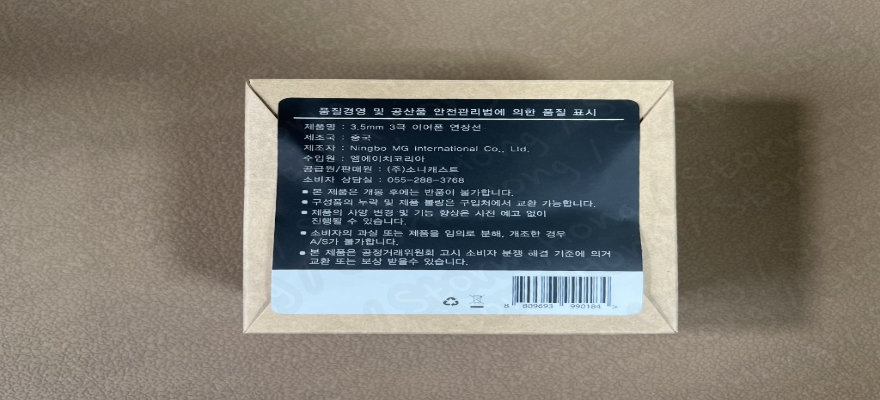 품질경영 및 공산품 안전관리법에 의한 품질 표시
제품명 : 3.5mm 3극 이어폰 연장선
제조국 : 중국
제조자 : Ningbo MG International Co., Ltd.
수입원 : 엠에이치코리아
공급원/판매원 : (주)소니캐스트
소비자 상담실 : 055-288-3768
• 본 제품은 개봉 후에는 반품이 불가합니다.
• 구성품의 누락 및 제품 불량은 구입처에서 교환 가능합니다.
• 제품의 사양 변경 및 기능 향상은 사전 예고 없이
진행될 수 있습니다.
• 소비자의 과실 또는 제품을 임의로 분해, 개조한 경우
A/S가 불가합니다.
• 본 제품은 공정거래위원회 고시 소비자 분쟁 해결 기준에 의거
교환 또는 보상 받을수 있습니다.
8 809693 990184 >